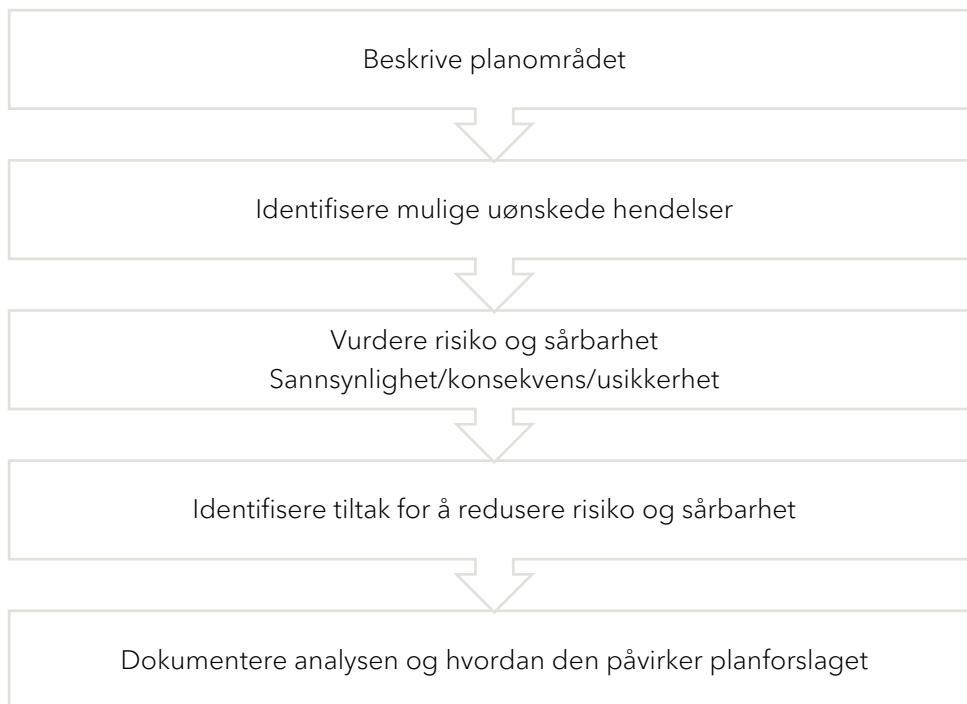 Beskrive planområdet
Identifisere mulige uønskede hendelser
Vurdere risiko og sårbarhet
Sannsynlighet/konsekvens/usikkerhet
Identifisere tiltak for å redusere risiko og sårbarhet
Dokumentere analysen og hvordan den påvirker planforslaget